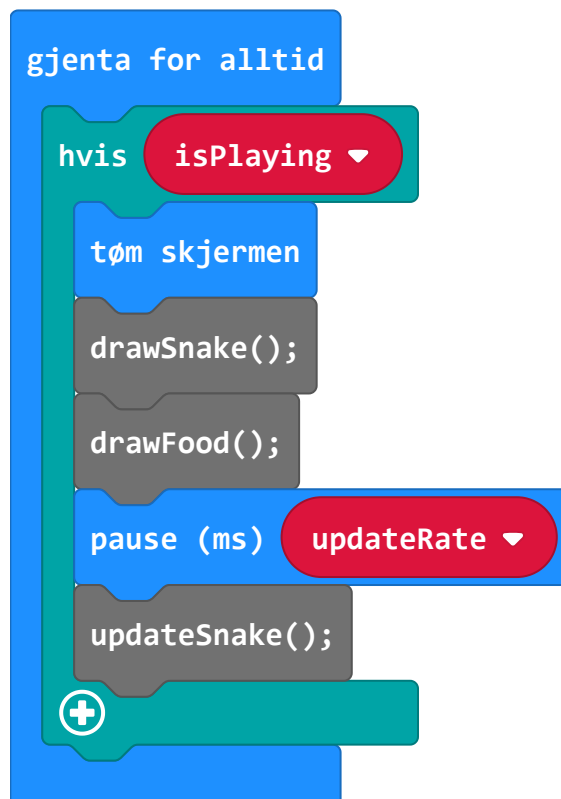 gjenta for alltid
hvis isPlaying
tøm skjermen
drawSnake();
drawFood();
pause (ms) updateRate
updateSnake();